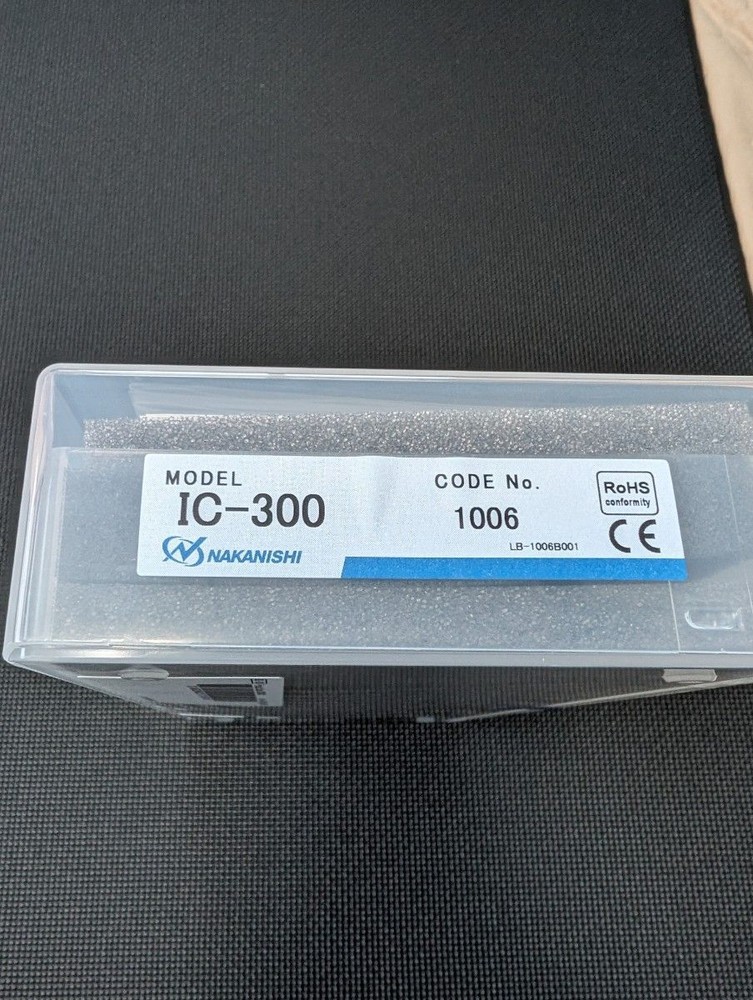 MODEL
IC-300
NAKANISHI
CODE No.
1006
LB-1006B001
RoHS
conformity
CE